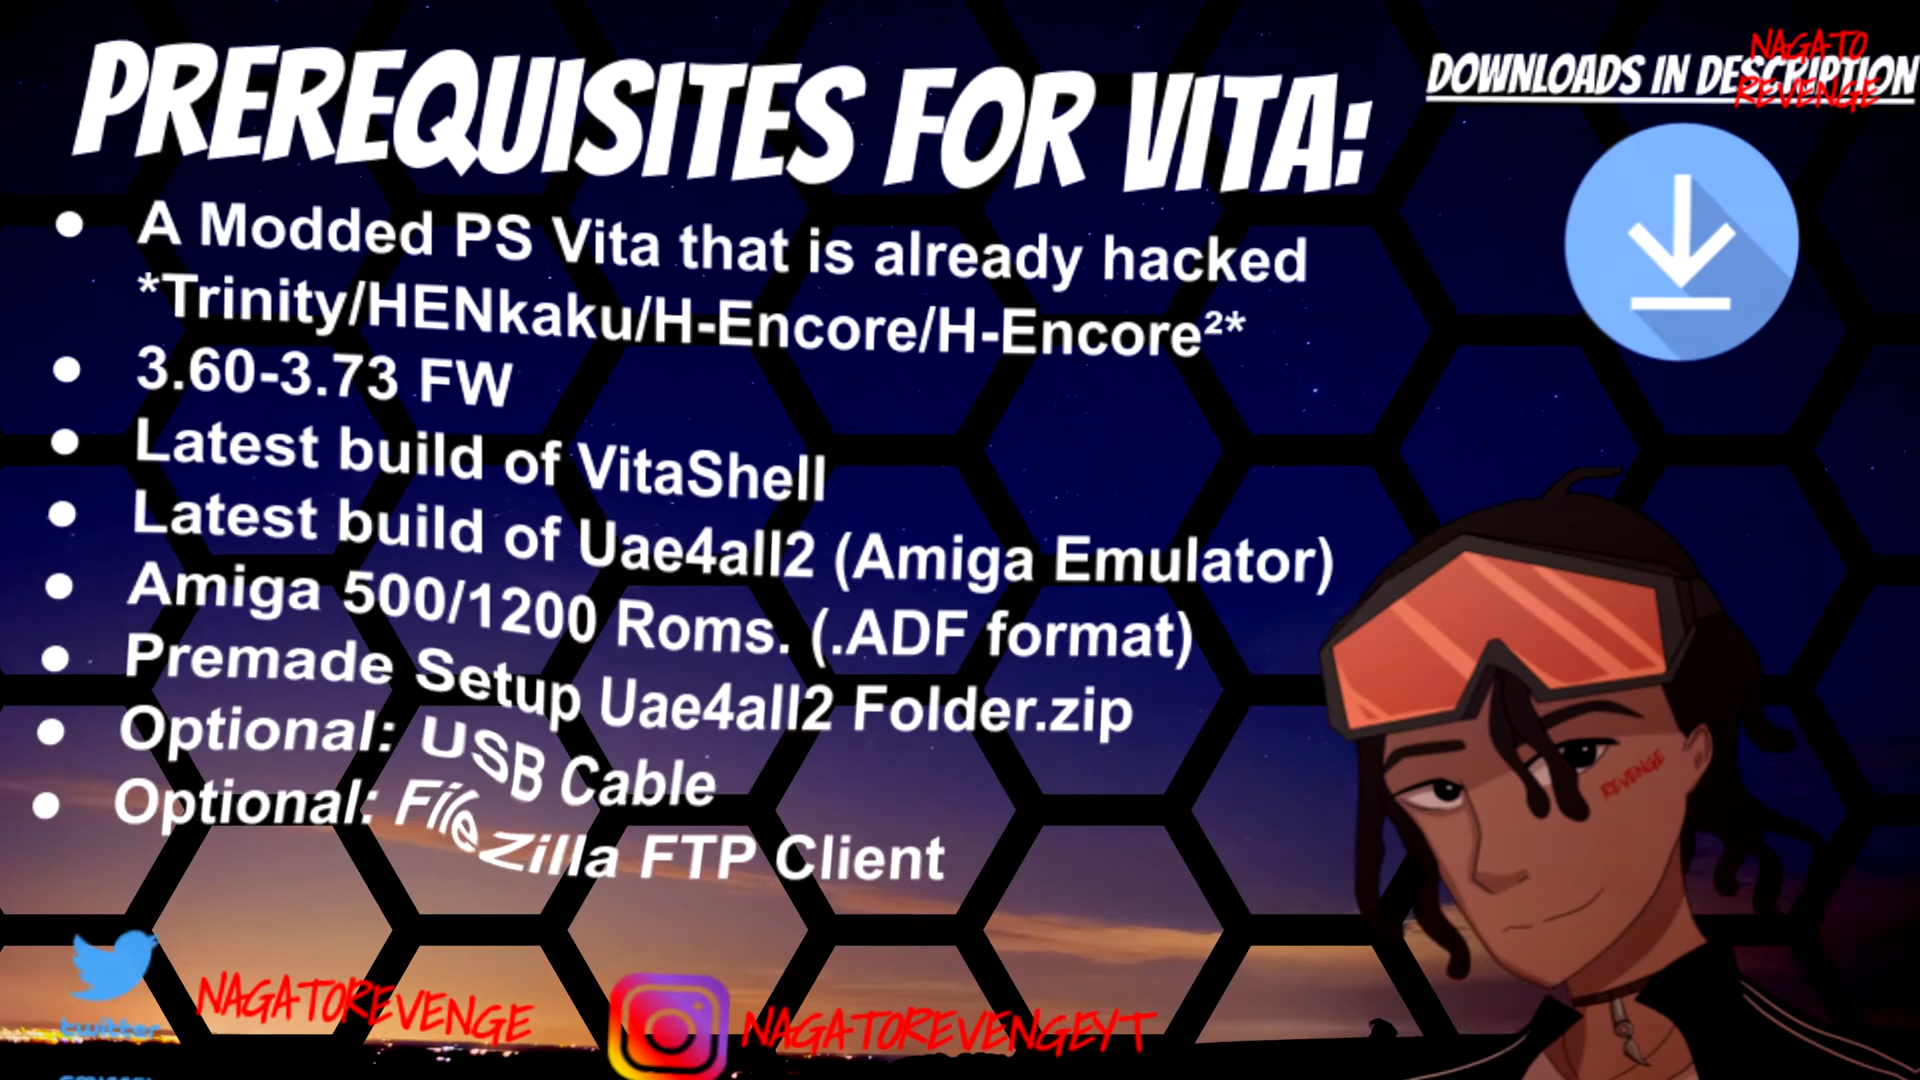 PREREQUISITES FOR VITA:
DOWNLOADS IN DESCRIPTION
NAGATO
REVENGE
A Modded PS Vita that is already hacked
*Trinity/HENkaku/H-Encore/H-Encore²*
3.60-3.73 FW
Latest build of VitaShell
Latest build of Uae4all2 (Amiga Emulator)
Amiga 500/1200 Roms. (.ADF format)
Premade Setup Uae4all2 Folder.zip
Optional: USB Cable
Optional: FileZilla FTP Client
REVENGE
NAGATOREVENGE
twitter
NAGATOREVENGEYT